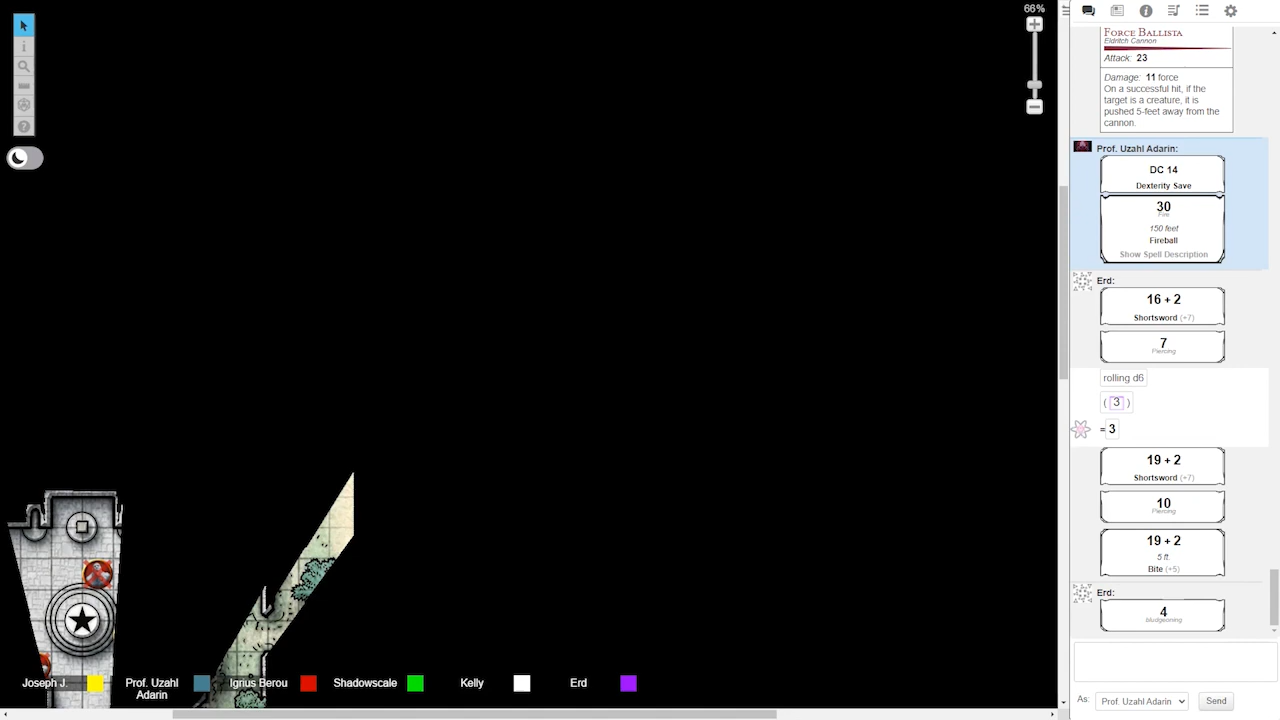 66%
FORCE BALLISTA
Eldritch Cannon
Attack: 23
Damage: 11 force
On a successful hit, if the
target is a creature, it is
pushed 5-feet away from the
cannon.
Prof. Uzahl Adarin:
DC 14
Dexterity Save
30
Fire
150 feet
Fireball
Show Spell Description
Erd:
16 + 2
Shortsword (+7)
7
Piercing
rolling d6
( 3 )
= 3
19 + 2
Shortsword (+7)
10
Piercing
19 + 2
5 ft.
Bite (+5)
Erd:
4
bludgeoning
Joseph J.
Prof. Uzahl
Adarin
Ignius Berou
Shadowscale
Kelly
Erd
As:
Prof. Uzahl Adarin
Send